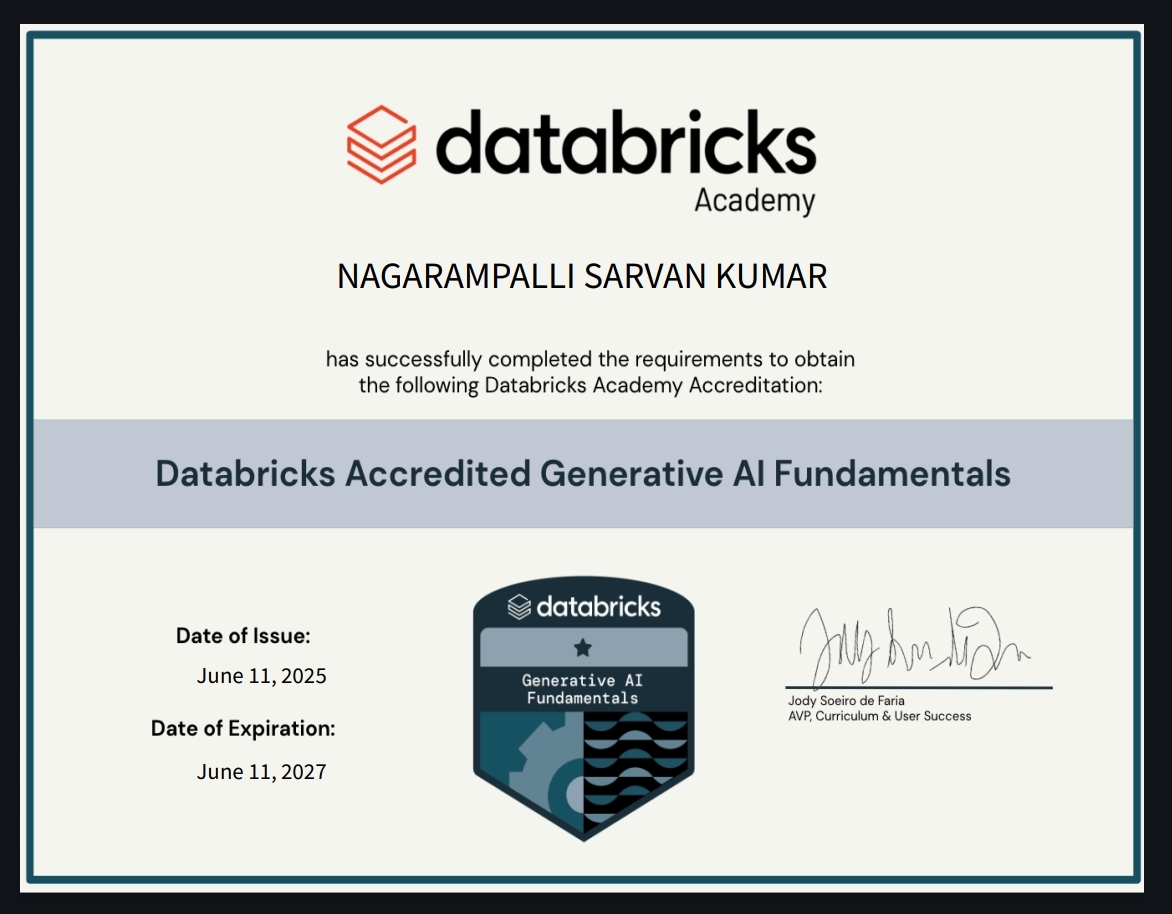 databricks
Academy
NAGARAMPALLI SARVAN KUMAR
has successfully completed the requirements to obtain
the following Databricks Academy Accreditation:
Databricks Accredited Generative AI Fundamentals
Date of Issue:
June 11, 2025
Date of Expiration:
June 11, 2027
databricks
Generative AI
Fundamentals
Jody Soeiro de Faria
AVP, Curriculum & User Success